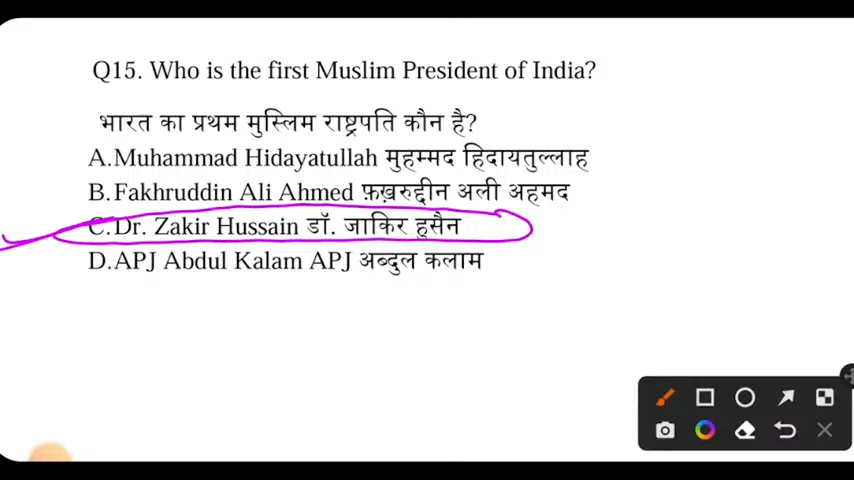 Q15. Who is the first Muslim President of India?
भारत का प्रथम मुस्लिम राष्ट्रपति कौन है?
A.Muhammad Hidayatullah मुहम्मद हिदायतुल्लाह
B.Fakhruddin Ali Ahmed फ़ख़रुद्दीन अली अहमद
C.Dr. Zakir Hussain डॉ. जाकिर हुसैन
D.APJ Abdul Kalam APJ अब्दुल कलाम